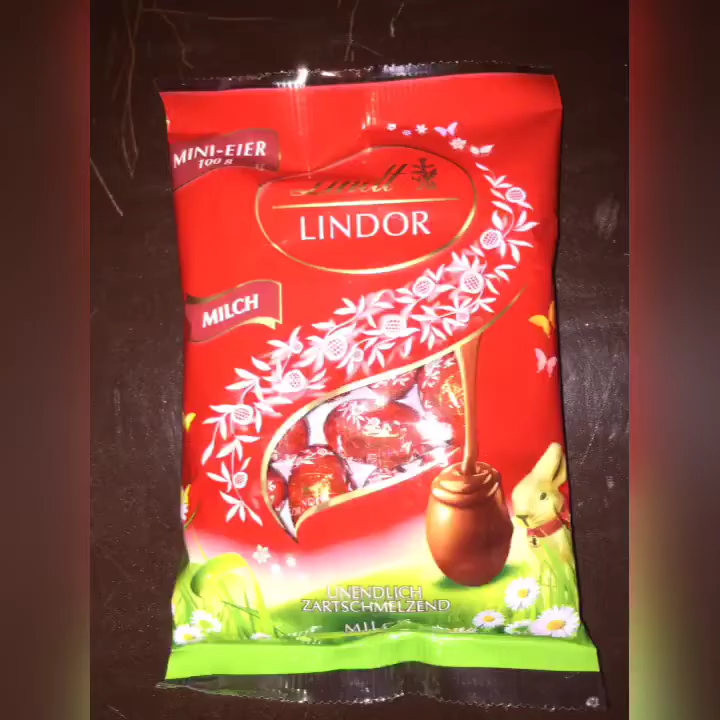 MINI-EIER
100 g
Lindt
LINDOR
MILCH
UNENDLICH
ZARTSCHMELZEND